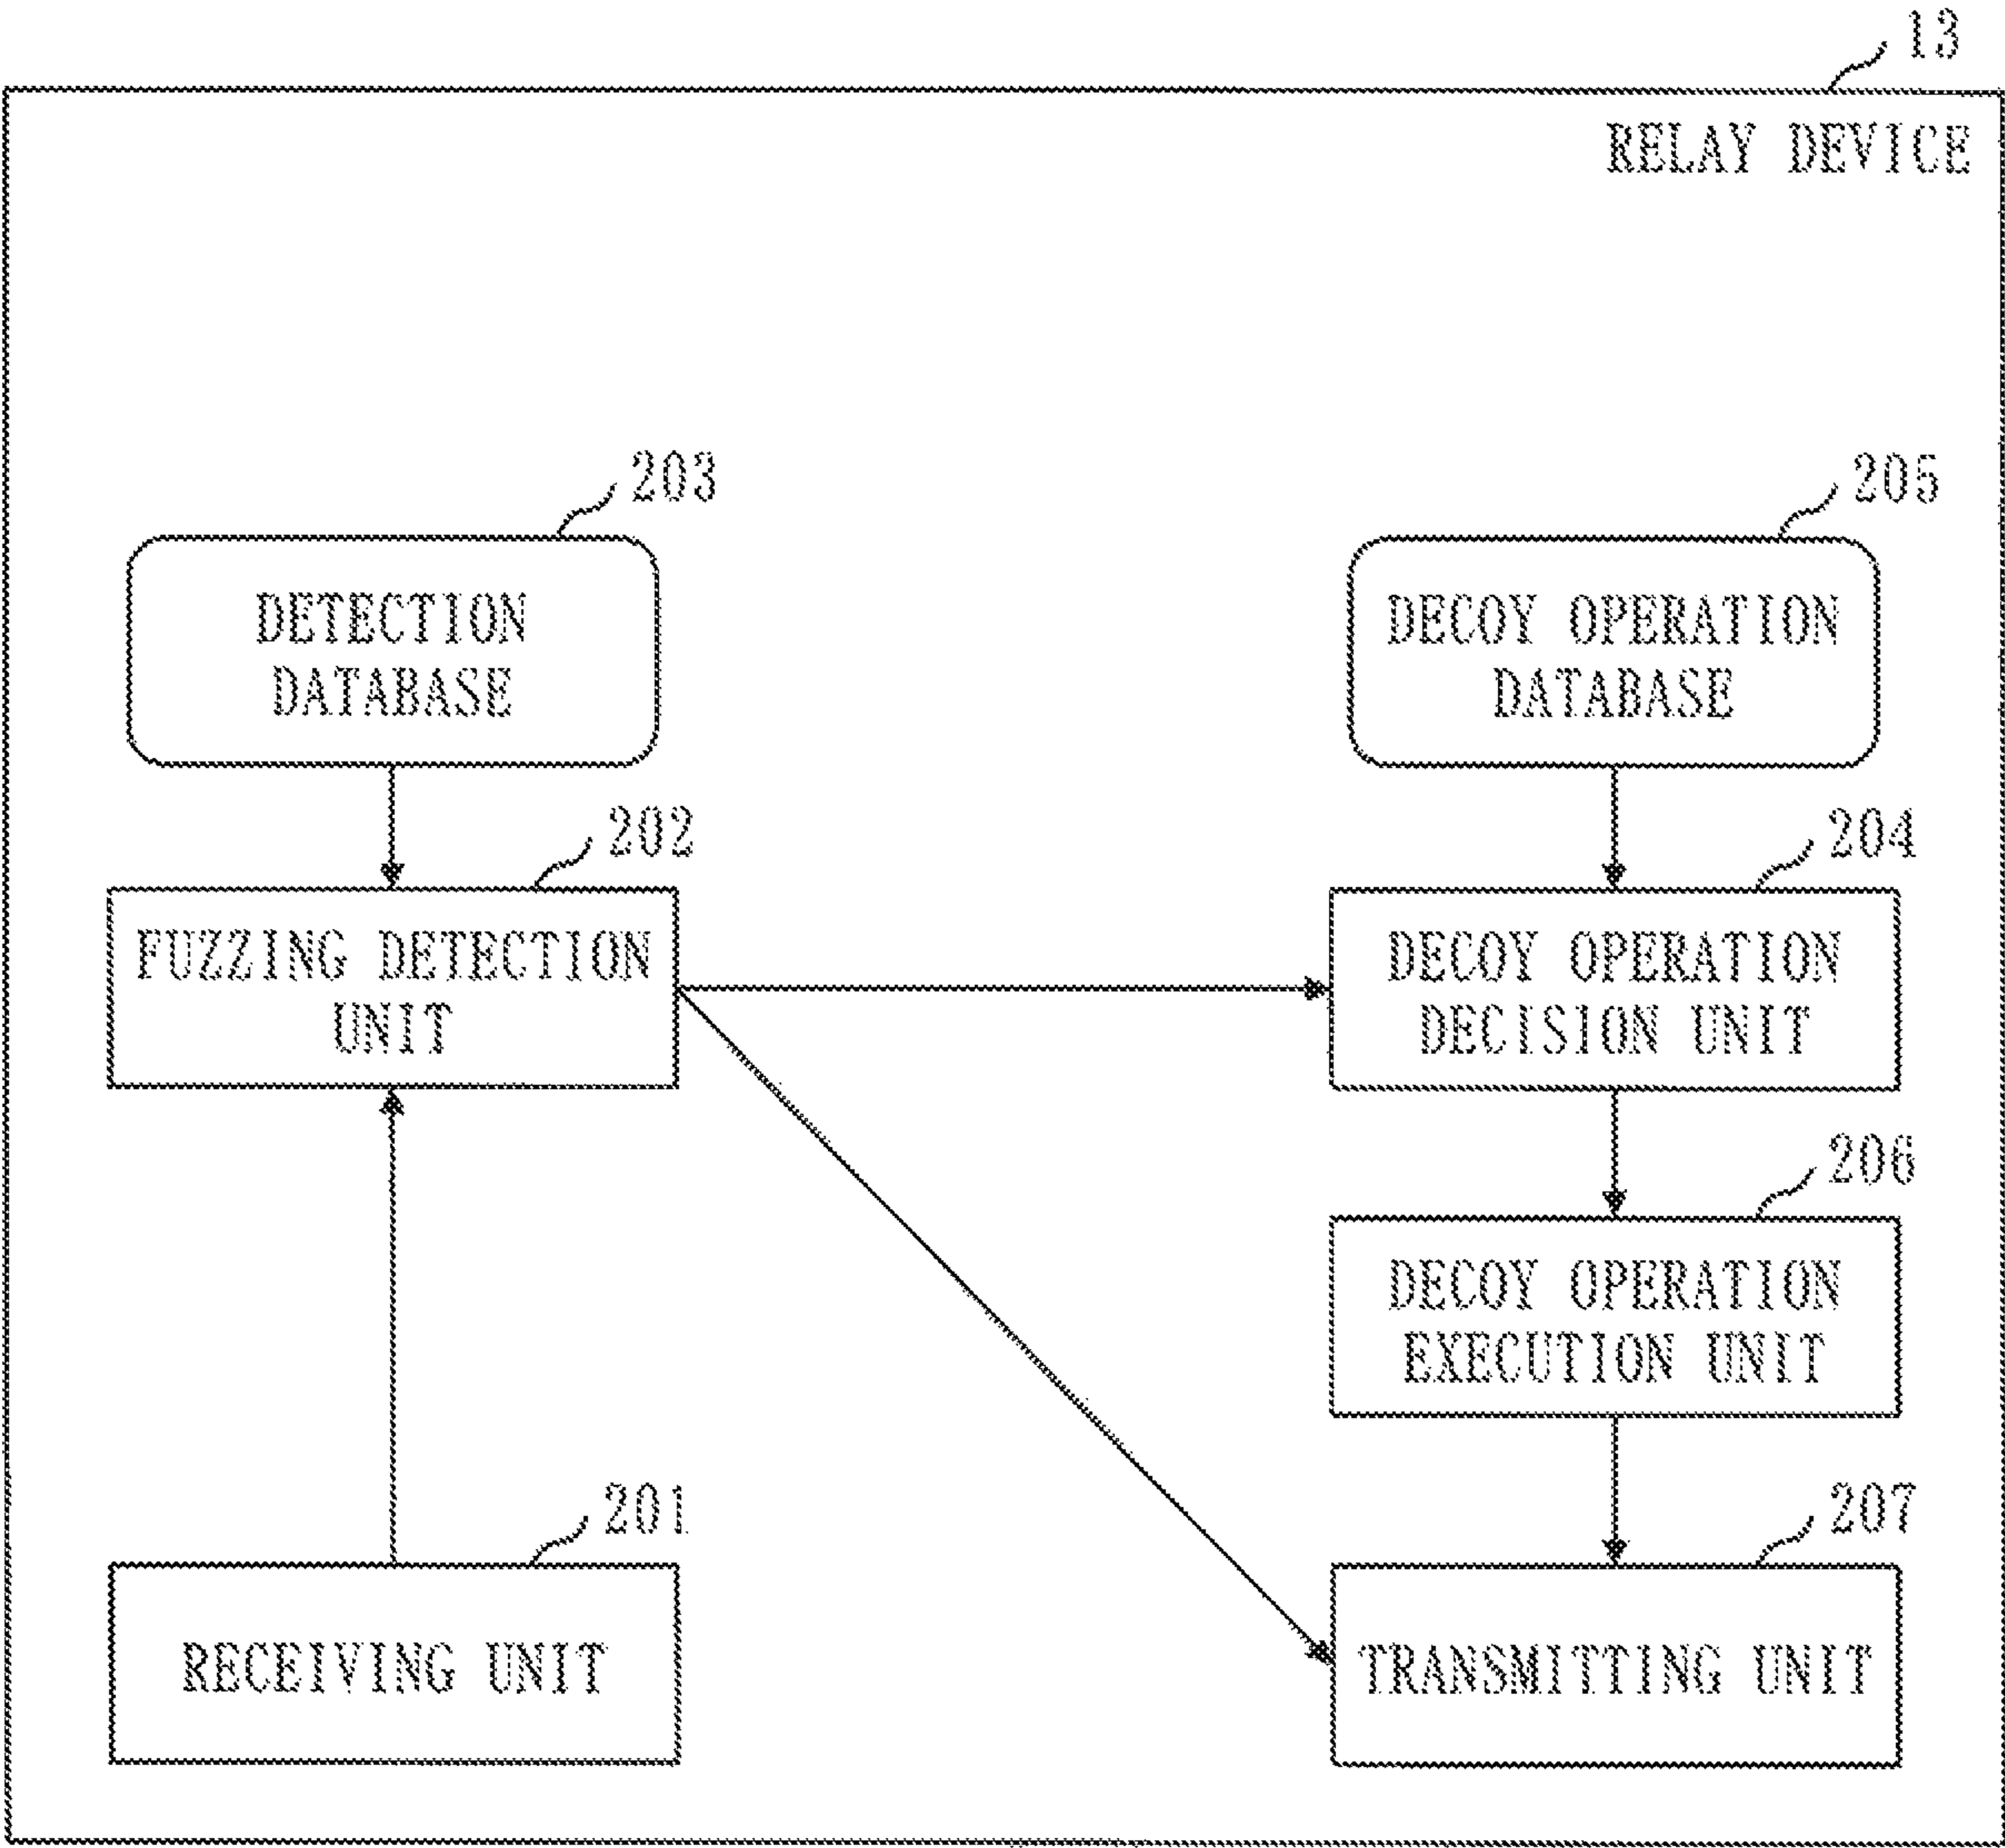 13
RELAY DEVICE
203
205
DETECTION
DATABASE
DECOY OPERATION
DATABASE
202
204
FUZZING DETECTION
UNIT
DECOY OPERATION
DECISION UNIT
206
DECOY OPERATION
EXECUTION UNIT
201
207
RECEIVING UNIT
TRANSMITTING UNIT